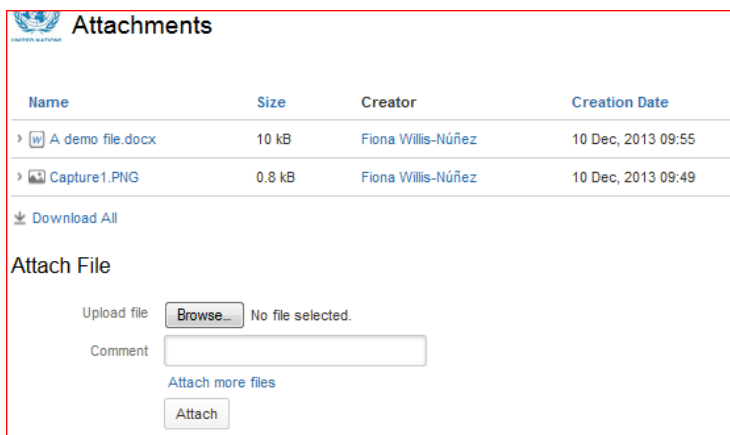 UNITED NATIONS
Attachments
Name Size Creator Creation Date
A demo file.docx 10 kB Fiona Willis-Núñez 10 Dec, 2013 09:55
Capture1.PNG 0.8 kB Fiona Willis-Núñez 10 Dec, 2013 09:49
Download All
Attach File
Upload file Browse... No file selected.
Comment
Attach more files
Attach